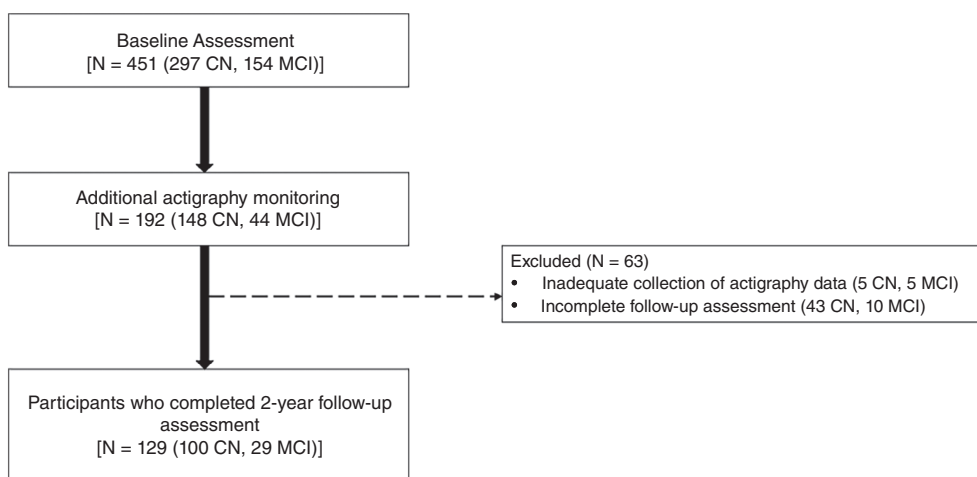 Baseline Assessment
[N = 451 (297 CN, 154 MCI)]
Additional actigraphy monitoring
[N = 192 (148 CN, 44 MCI)]
Excluded (N = 63)
• Inadequate collection of actigraphy data (5 CN, 5 MCI)
• Incomplete follow-up assessment (43 CN, 10 MCI)
Participants who completed 2-year follow-up
assessment
[N = 129 (100 CN, 29 MCI)]